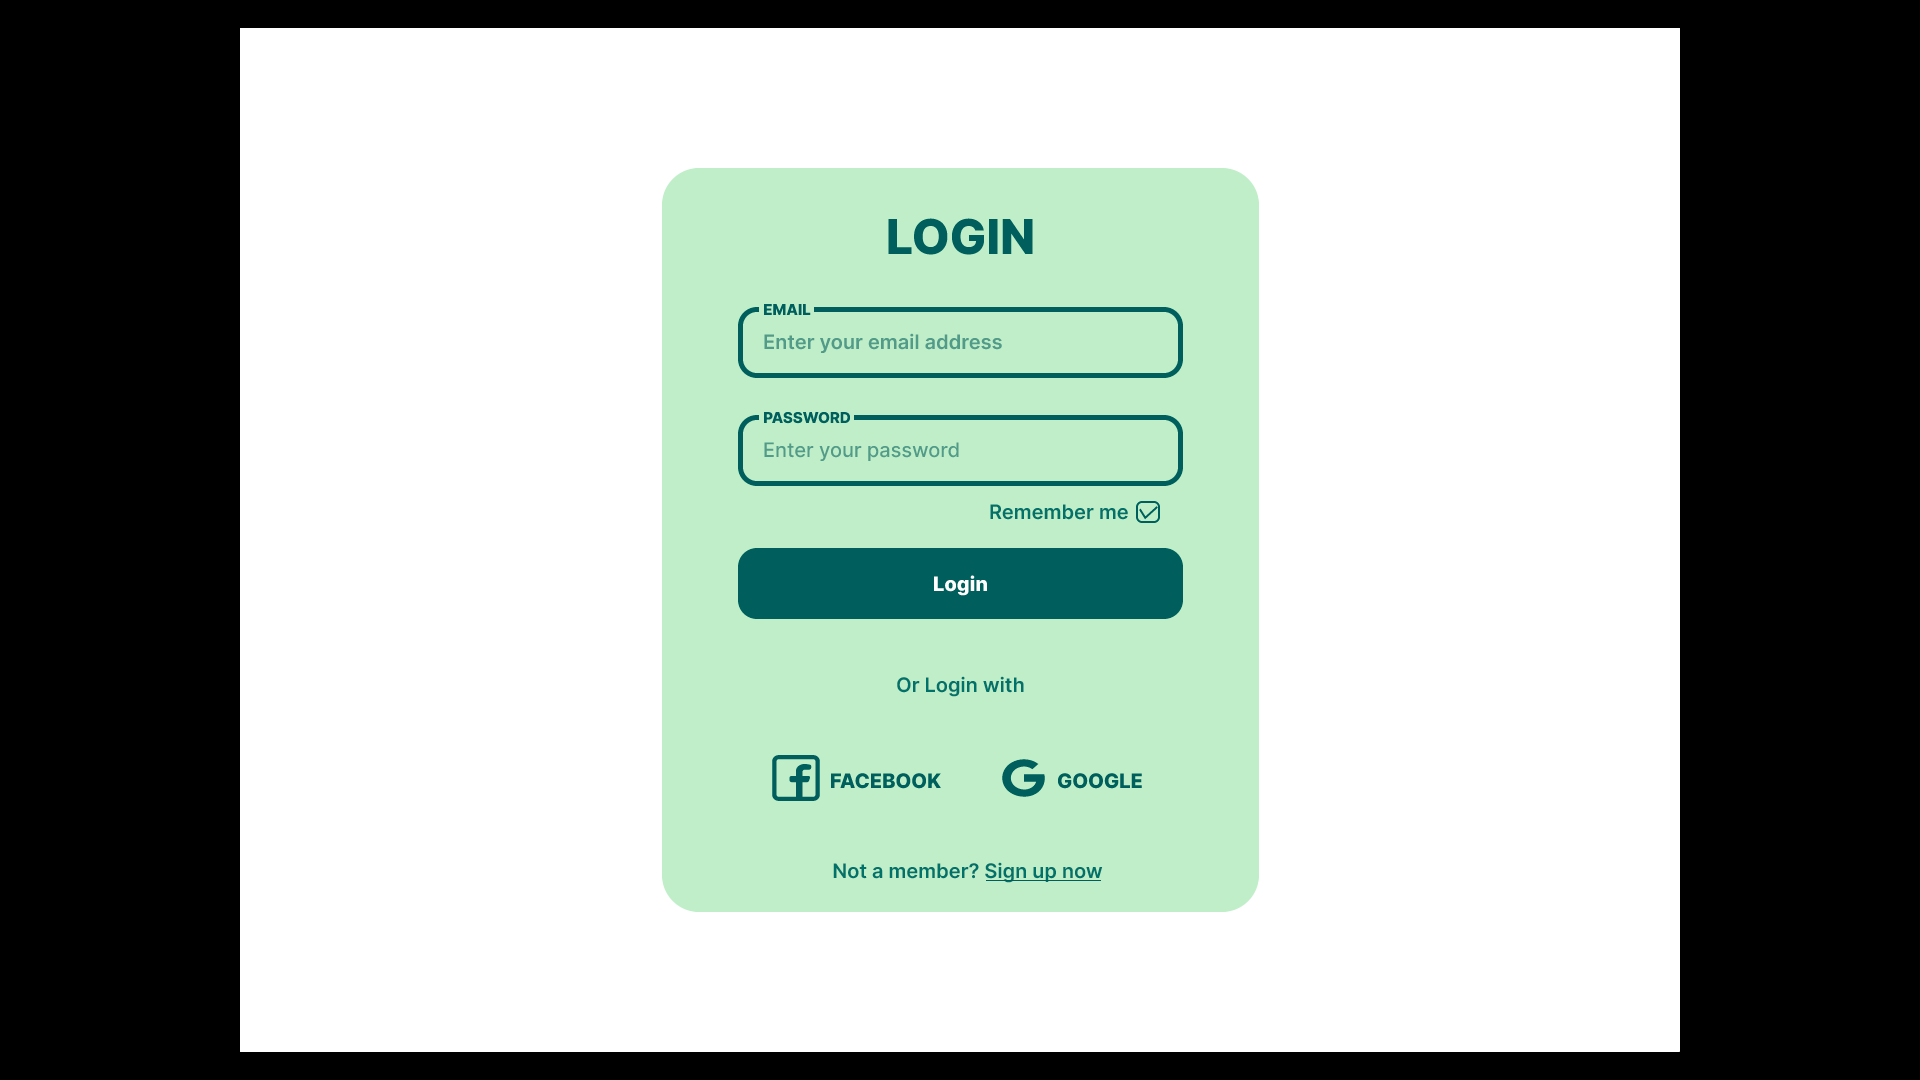 LOGIN
EMAIL
Enter your email address
PASSWORD
Enter your password
Remember me
Login
Or Login with
FACEBOOK GOOGLE
Not a member? Sign up now